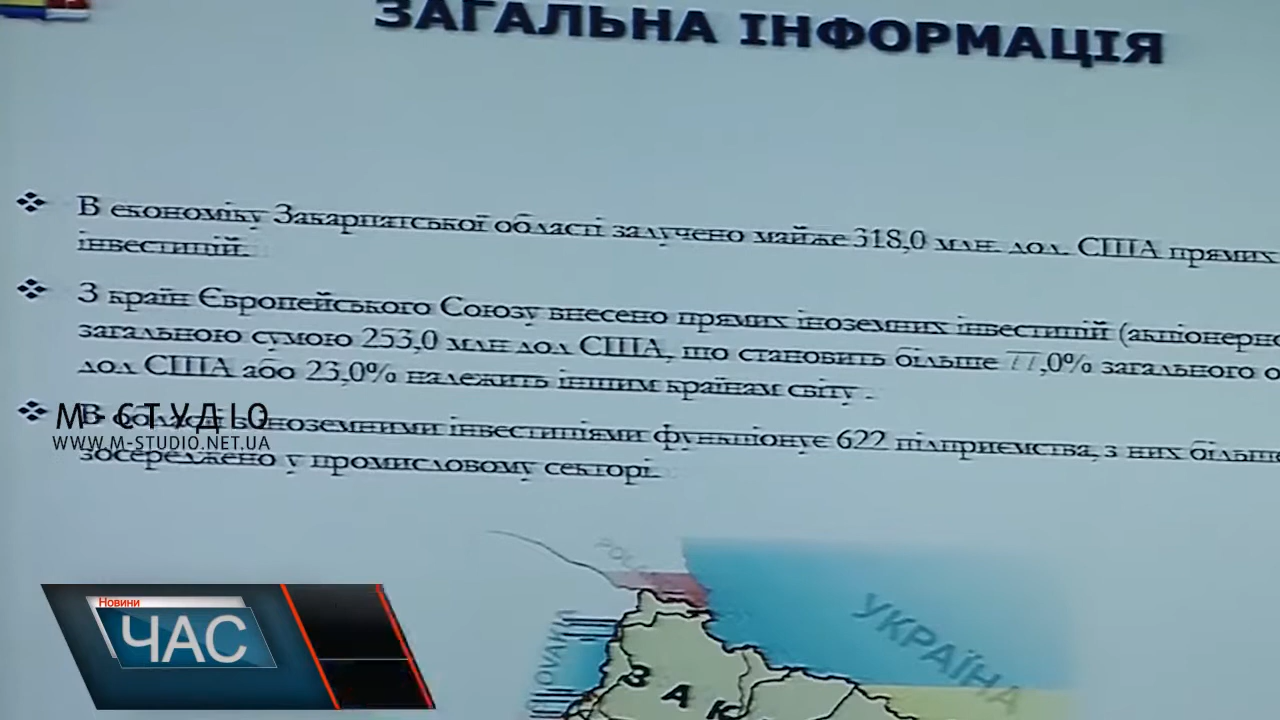 ЗАГАЛЬНА ІНФОРМАЦІЯ
В економіку Закарпатської області залучено майже 318,0 млн. дол. США прямих
інвестицій.
З країн Європейського Союзу внесено прямих іноземних інвестицій (акціонерно
загальною сумою 253,0 млн дол США, що становить більше 77,0% загального о
дол США або 23,0% належить іншим країнам світу .
М-СТУДІО
В області з іноземними інвестиціями функціонує 622 підприємства, з них більше
WWW.M-STUDIO.NET.UA
зосереджено у промисловому секторі.
УКРАЇНА
SLOVAKIA
З А К
Новини
ЧАС